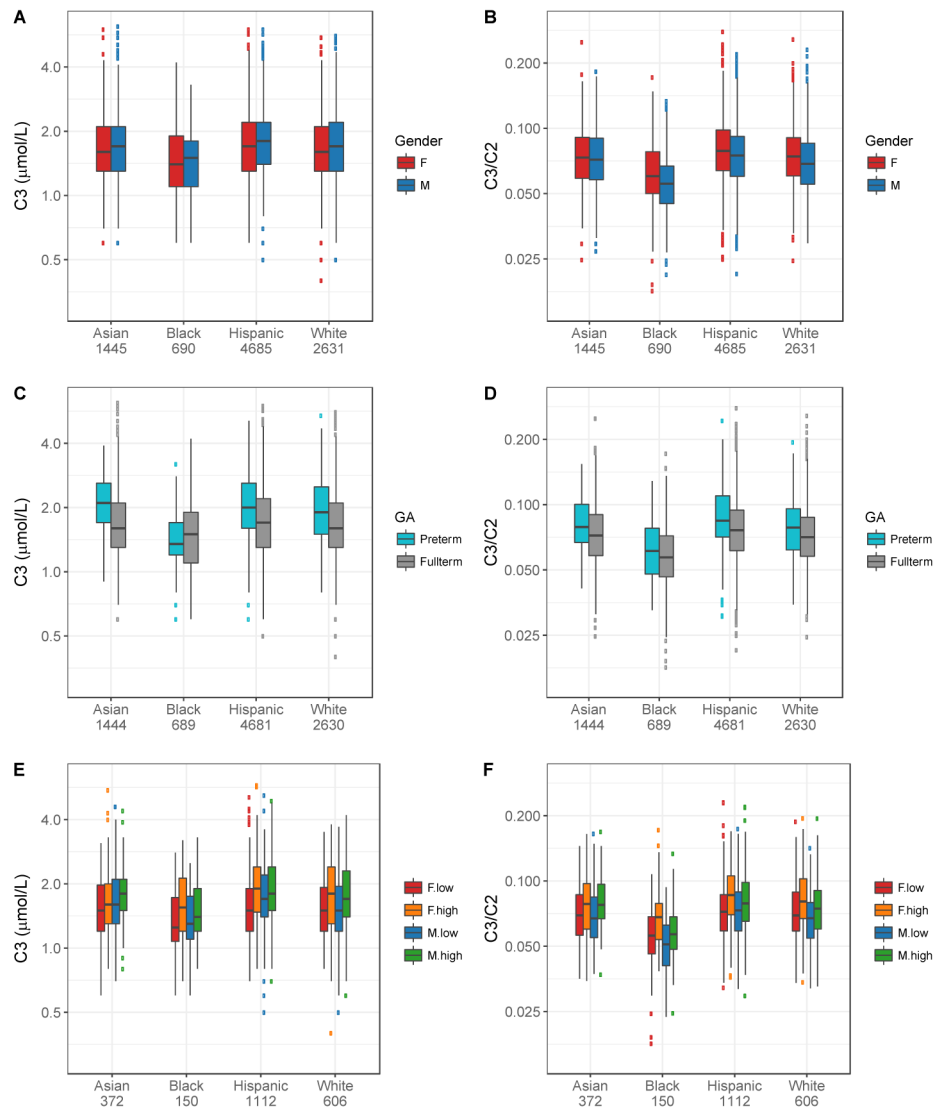 A
C3 (μmol/L)
4.0
2.0
1.0
0.5
Asian Black Hispanic White
1445 690 4685 2631
Gender
F
M
B
C3/C2
0.200
0.100
0.050
0.025
Asian Black Hispanic White
1445 690 4685 2631
Gender
F
M
C
C3 (μmol/L)
4.0
2.0
1.0
0.5
Asian Black Hispanic White
1444 689 4681 2630
GA
Preterm
Fullterm
D
C3/C2
0.200
0.100
0.050
0.025
Asian Black Hispanic White
1444 689 4681 2630
GA
Preterm
Fullterm
E
C3 (μmol/L)
4.0
2.0
1.0
0.5
Asian Black Hispanic White
372 150 1112 606
F.low
F.high
M.low
M.high
F
C3/C2
0.200
0.100
0.050
0.025
Asian Black Hispanic White
372 150 1112 606
F.low
F.high
M.low
M.high